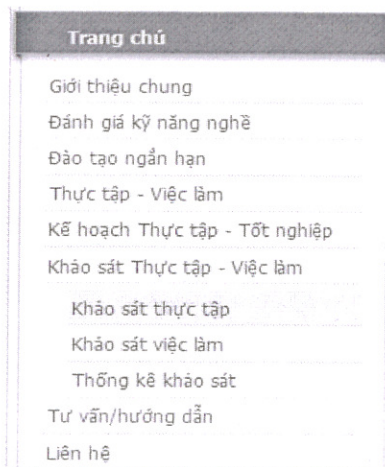 Trang chủ
Giới thiệu chung
Đánh giá kỹ năng nghề
Đào tạo ngắn hạn
Thực tập - Việc làm
Kế hoạch Thực tập - Tốt nghiệp
Khảo sát Thực tập - Việc làm
Khảo sát thực tập
Khảo sát việc làm
Thống kê khảo sát
Tư vấn/hướng dẫn
Liên hệ